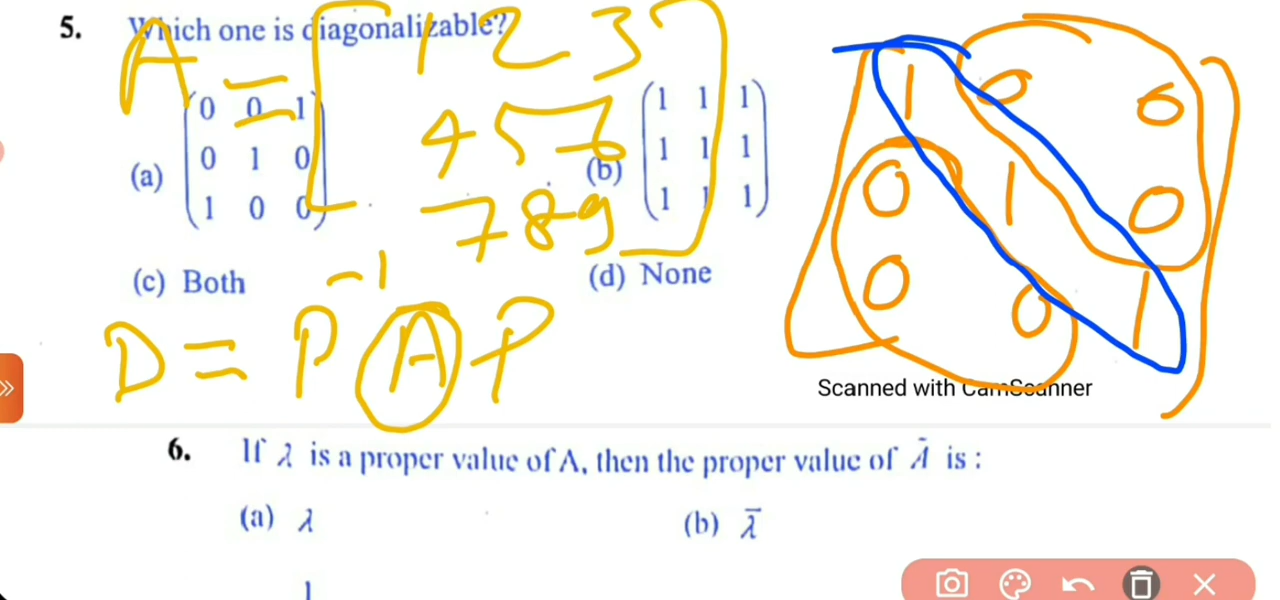 5. Which one is diagonalizable?
A = [1 2 3
4 5 6
7 8 9]
(a) (0 0 1
0 1 0
1 0 0)
(b) (1 1 1
1 1 1
1 1 1)
1 0 0
0 1 0
0 0 1
(c) Both
(d) None
D = P⁻¹ A P
Scanned with CamScanner
6. If λ is a proper value of A, then the proper value of Ā is :
(a) λ
(b) λ̄
1